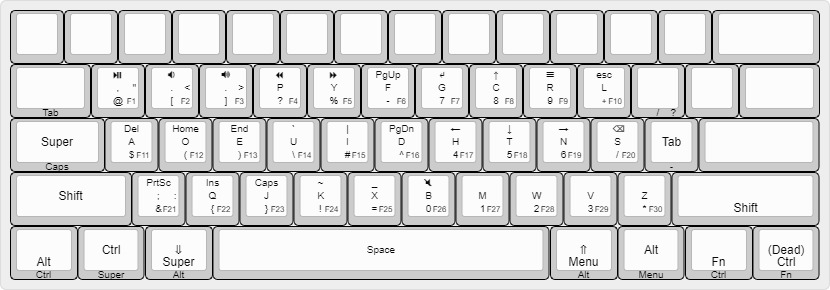 ⏯ 🔉 🔊 ⏪ ⏩ PgUp ↲ ↑ ≡ esc
. " , < . > P Y F G C R L
@ F1 [ F2 ] F3 ? F4 % F5 - F6 7 F7 8 F8 9 F9 + F10
Tab / ?
Del Home End ` | PgDn ← ↓ → ⌫
Super A O E U I D H T N S Tab
$ F11 ( F12 ) F13 \ F14 # F15 ^ F16 4 F17 5 F18 6 F19 / F20
Caps -
PrtSc Ins Caps ~ _ 🔇
Shift ; : Q J K X B M W V Z Shift
& F21 { F22 } F23 ! F24 = F25 0 F26 1 F27 2 F28 3 F29 * F30
Ctrl ⇓ Space ⇑ Alt (Dead)
Alt Super Menu Fn Ctrl
Ctrl Super Alt Alt Menu Ctrl Fn